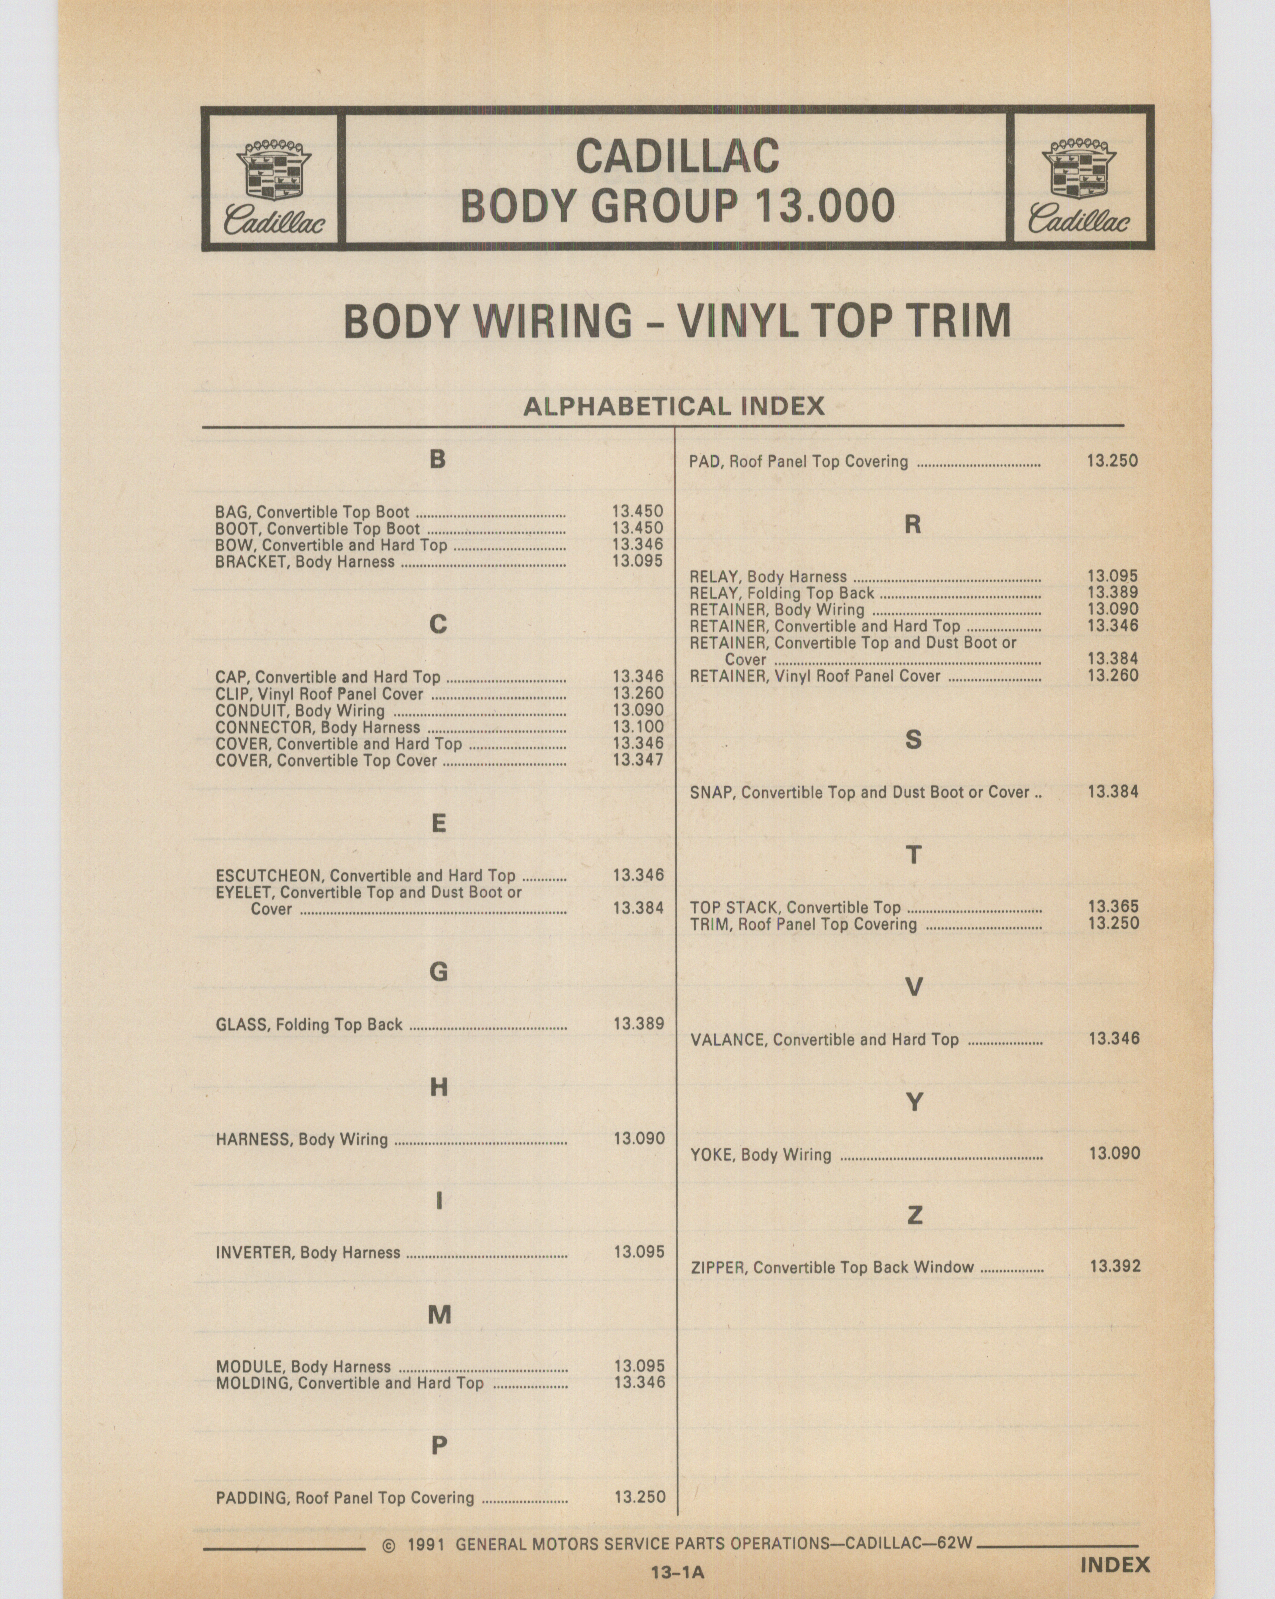 CADILLAC
BODY GROUP 13.000
Cadillac
Cadillac
BODY WIRING – VINYL TOP TRIM
ALPHABETICAL INDEX
B
BAG, Convertible Top Boot ........ 13.450
BOOT, Convertible Top Boot ........ 13.450
BOW, Convertible and Hard Top ........ 13.346
BRACKET, Body Harness ........ 13.095
C
CAP, Convertible and Hard Top ........ 13.346
CLIP, Vinyl Roof Panel Cover ........ 13.260
CONDUIT, Body Wiring ........ 13.090
CONNECTOR, Body Harness ........ 13.100
COVER, Convertible and Hard Top ........ 13.346
COVER, Convertible Top Cover ........ 13.347
E
ESCUTCHEON, Convertible and Hard Top ........ 13.346
EYELET, Convertible Top and Dust Boot or
Cover ........ 13.384
G
GLASS, Folding Top Back ........ 13.389
H
HARNESS, Body Wiring ........ 13.090
I
INVERTER, Body Harness ........ 13.095
M
MODULE, Body Harness ........ 13.095
MOLDING, Convertible and Hard Top ........ 13.346
P
PADDING, Roof Panel Top Covering ........ 13.250
PAD, Roof Panel Top Covering ........ 13.250
R
RELAY, Body Harness ........ 13.095
RELAY, Folding Top Back ........ 13.389
RETAINER, Body Wiring ........ 13.090
RETAINER, Convertible and Hard Top ........ 13.346
RETAINER, Convertible Top and Dust Boot or
Cover ........ 13.384
RETAINER, Vinyl Roof Panel Cover ........ 13.260
S
SNAP, Convertible Top and Dust Boot or Cover .. 13.384
T
TOP STACK, Convertible Top ........ 13.365
TRIM, Roof Panel Top Covering ........ 13.250
V
VALANCE, Convertible and Hard Top ........ 13.346
Y
YOKE, Body Wiring ........ 13.090
Z
ZIPPER, Convertible Top Back Window ........ 13.392
© 1991 GENERAL MOTORS SERVICE PARTS OPERATIONS—CADILLAC—62W
13-1A
INDEX